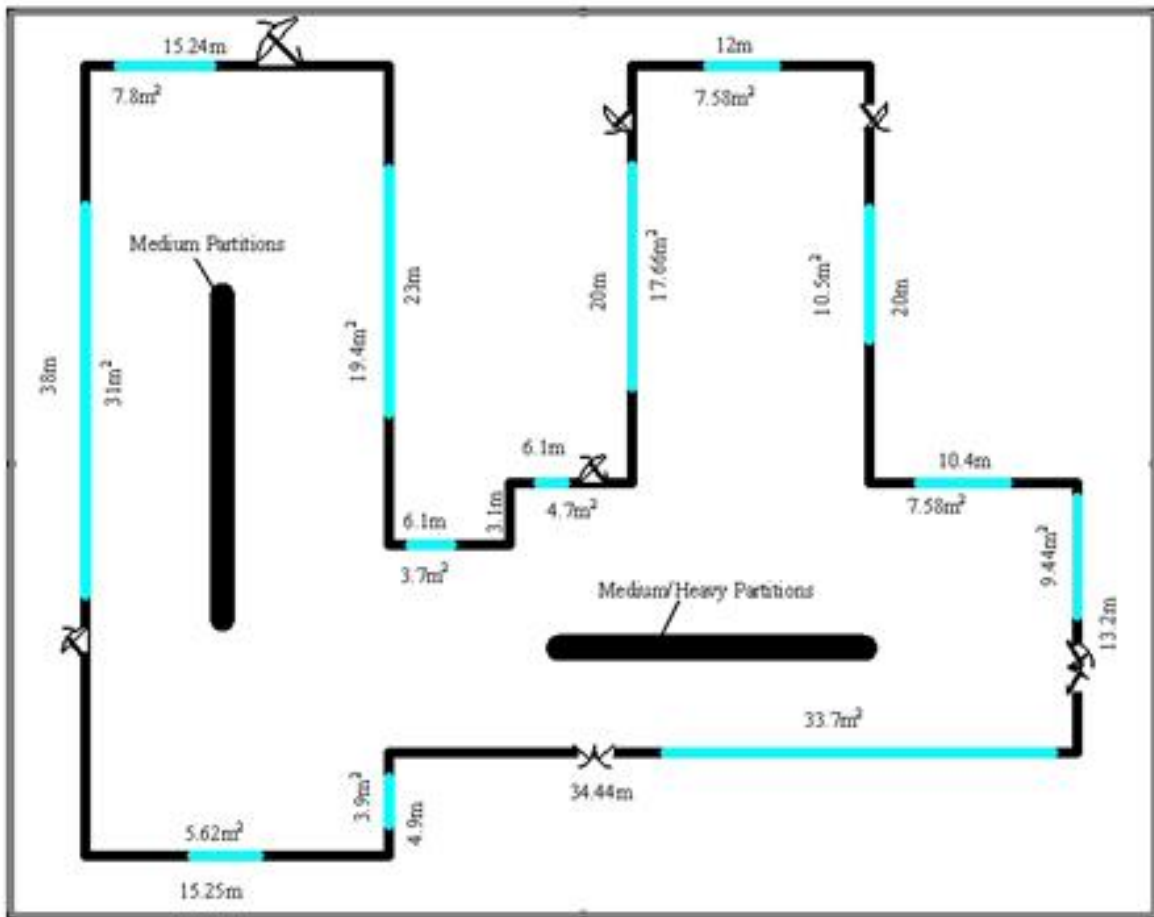 15.24m
12m
7.8m²
7.58m²
Medium Partitions
23m
20m
17.66m²
10.5m²
20m
38m
31m²
19.4m²
6.1m
10.4m
4.7m²
7.58m²
6.1m
3.1m
3.7m²
9.44m²
Medium/Heavy Partitions
13.2m
33.7m²
34.44m
3.9m²
4.9m
5.62m²
15.25m